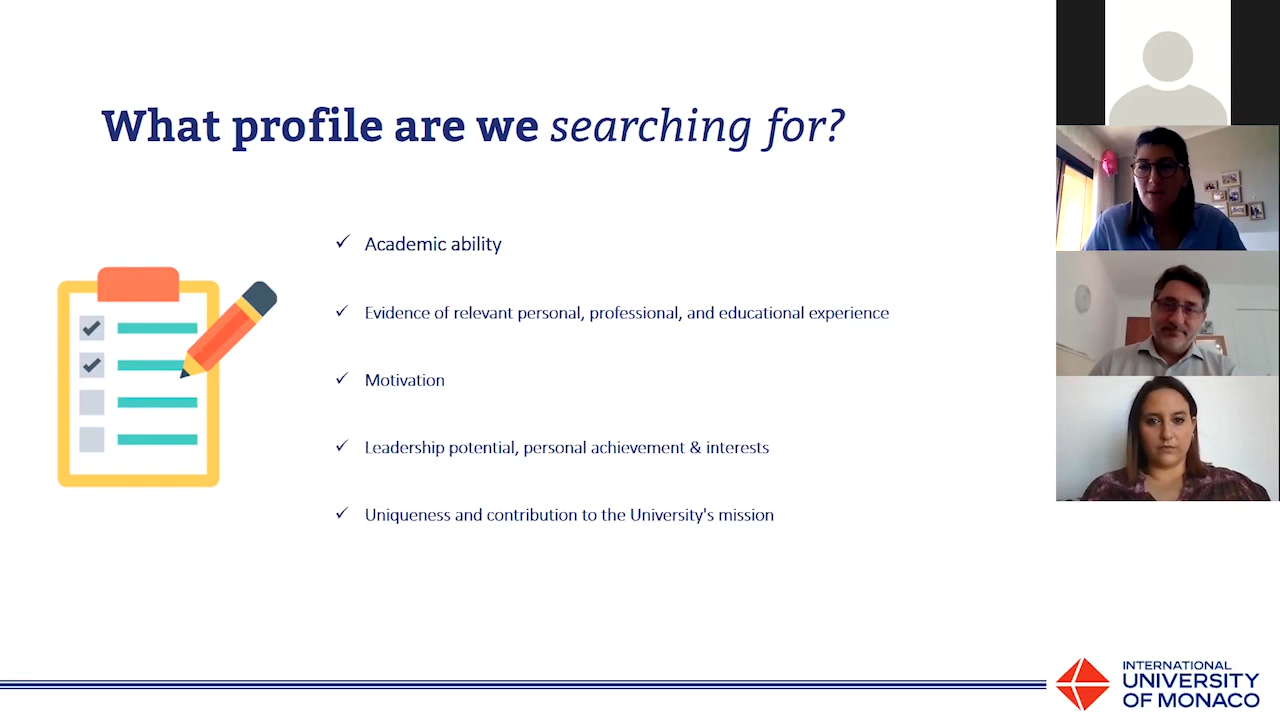 What profile are we searching for?
Academic ability
Evidence of relevant personal, professional, and educational experience
Motivation
Leadership potential, personal achievement & interests
Uniqueness and contribution to the University's mission
INTERNATIONAL
UNIVERSITY
OF MONACO